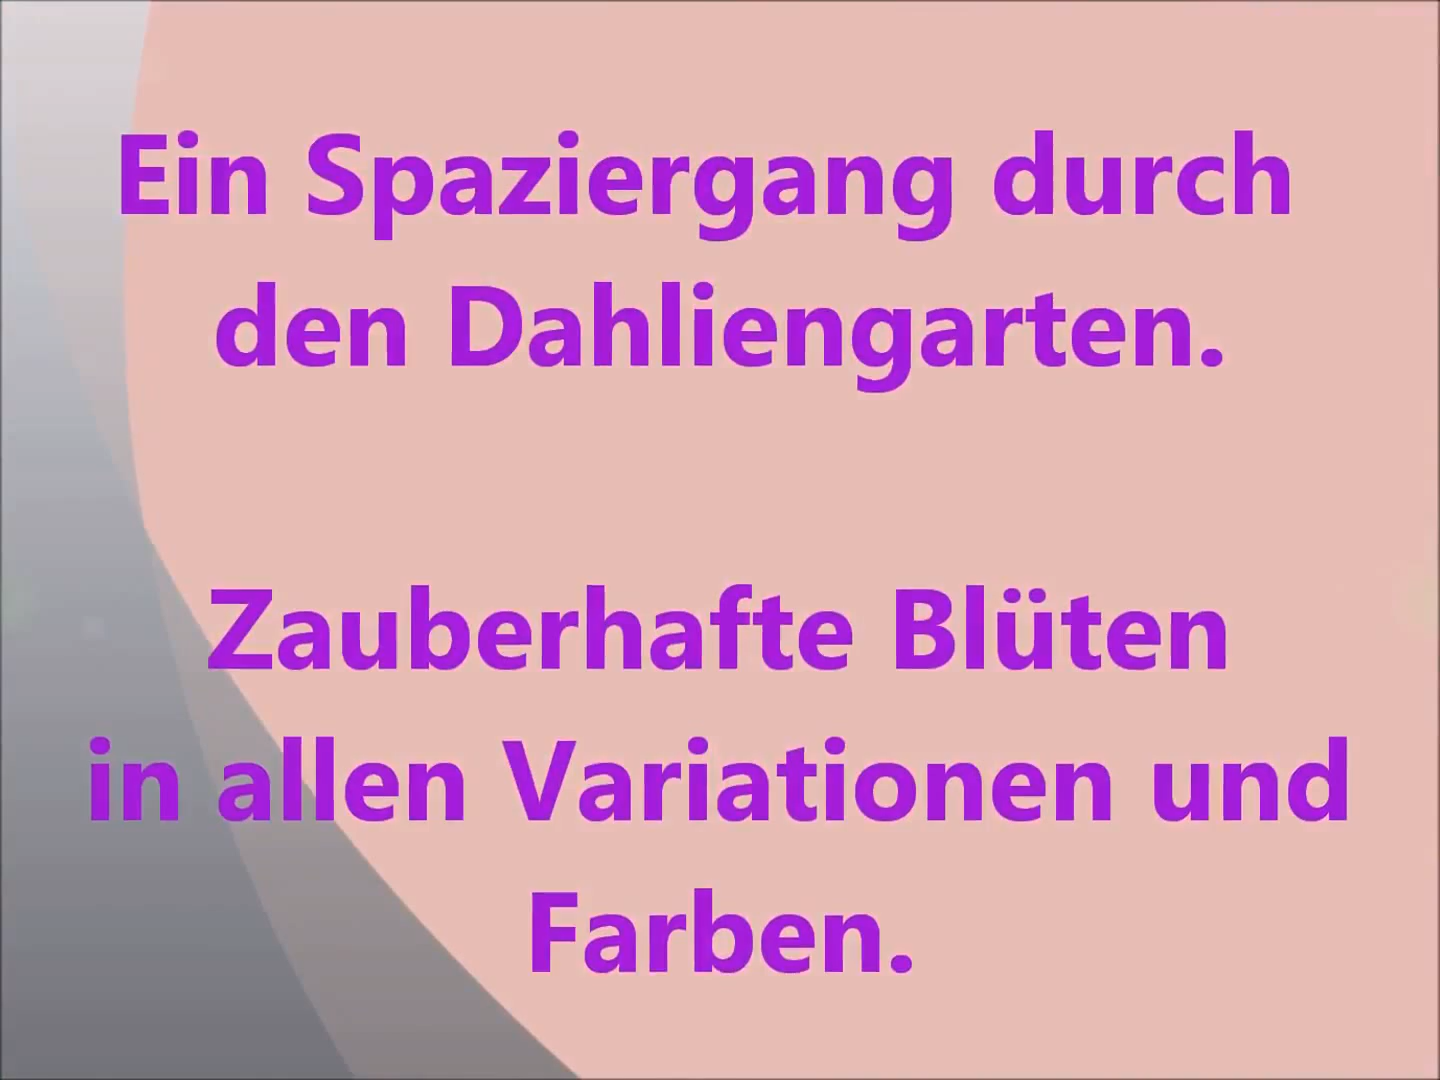 Ein Spaziergang durch
den Dahliengarten.
Zauberhafte Blüten
in allen Variationen und
Farben.